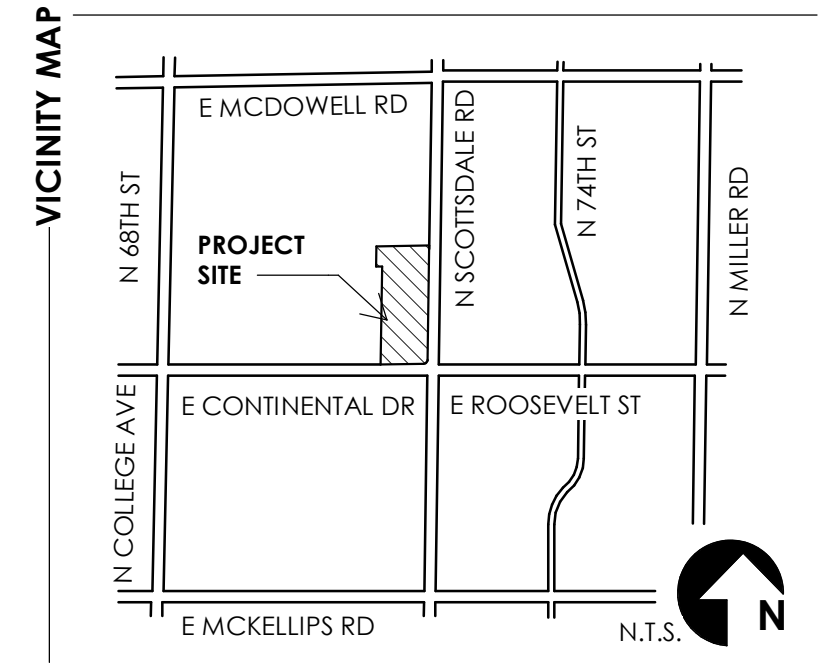 VICINITY MAP
E MCDOWELL RD
N SCOTTSDALE RD
N 74TH ST
N 68TH ST
N MILLER RD
PROJECT
SITE
E CONTINENTAL DR
E ROOSEVELT ST
N COLLEGE AVE
E MCKELLIPS RD
N.T.S.
N